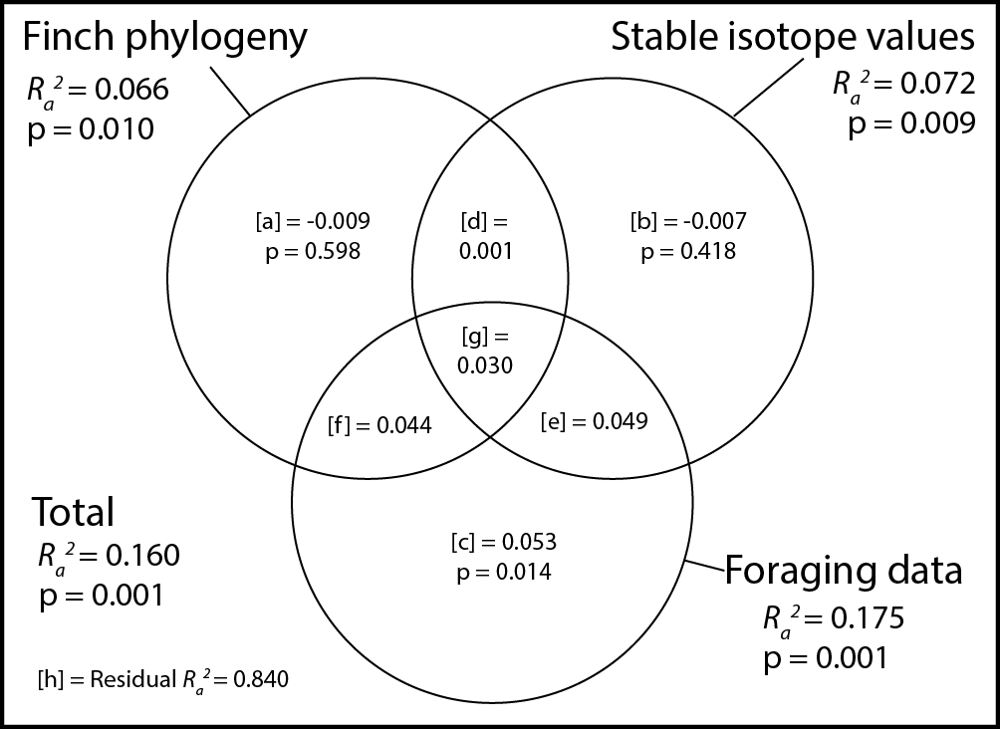 Finch phylogeny
Rₐ² = 0.066
p = 0.010
Stable isotope values
Rₐ² = 0.072
p = 0.009
[a] = -0.009
p = 0.598
[d] =
0.001
[b] = -0.007
p = 0.418
[g] =
0.030
[f] = 0.044
[e] = 0.049
[c] = 0.053
p = 0.014
Total
Rₐ² = 0.160
p = 0.001
Foraging data
Rₐ² = 0.175
p = 0.001
[h] = Residual Rₐ² = 0.840